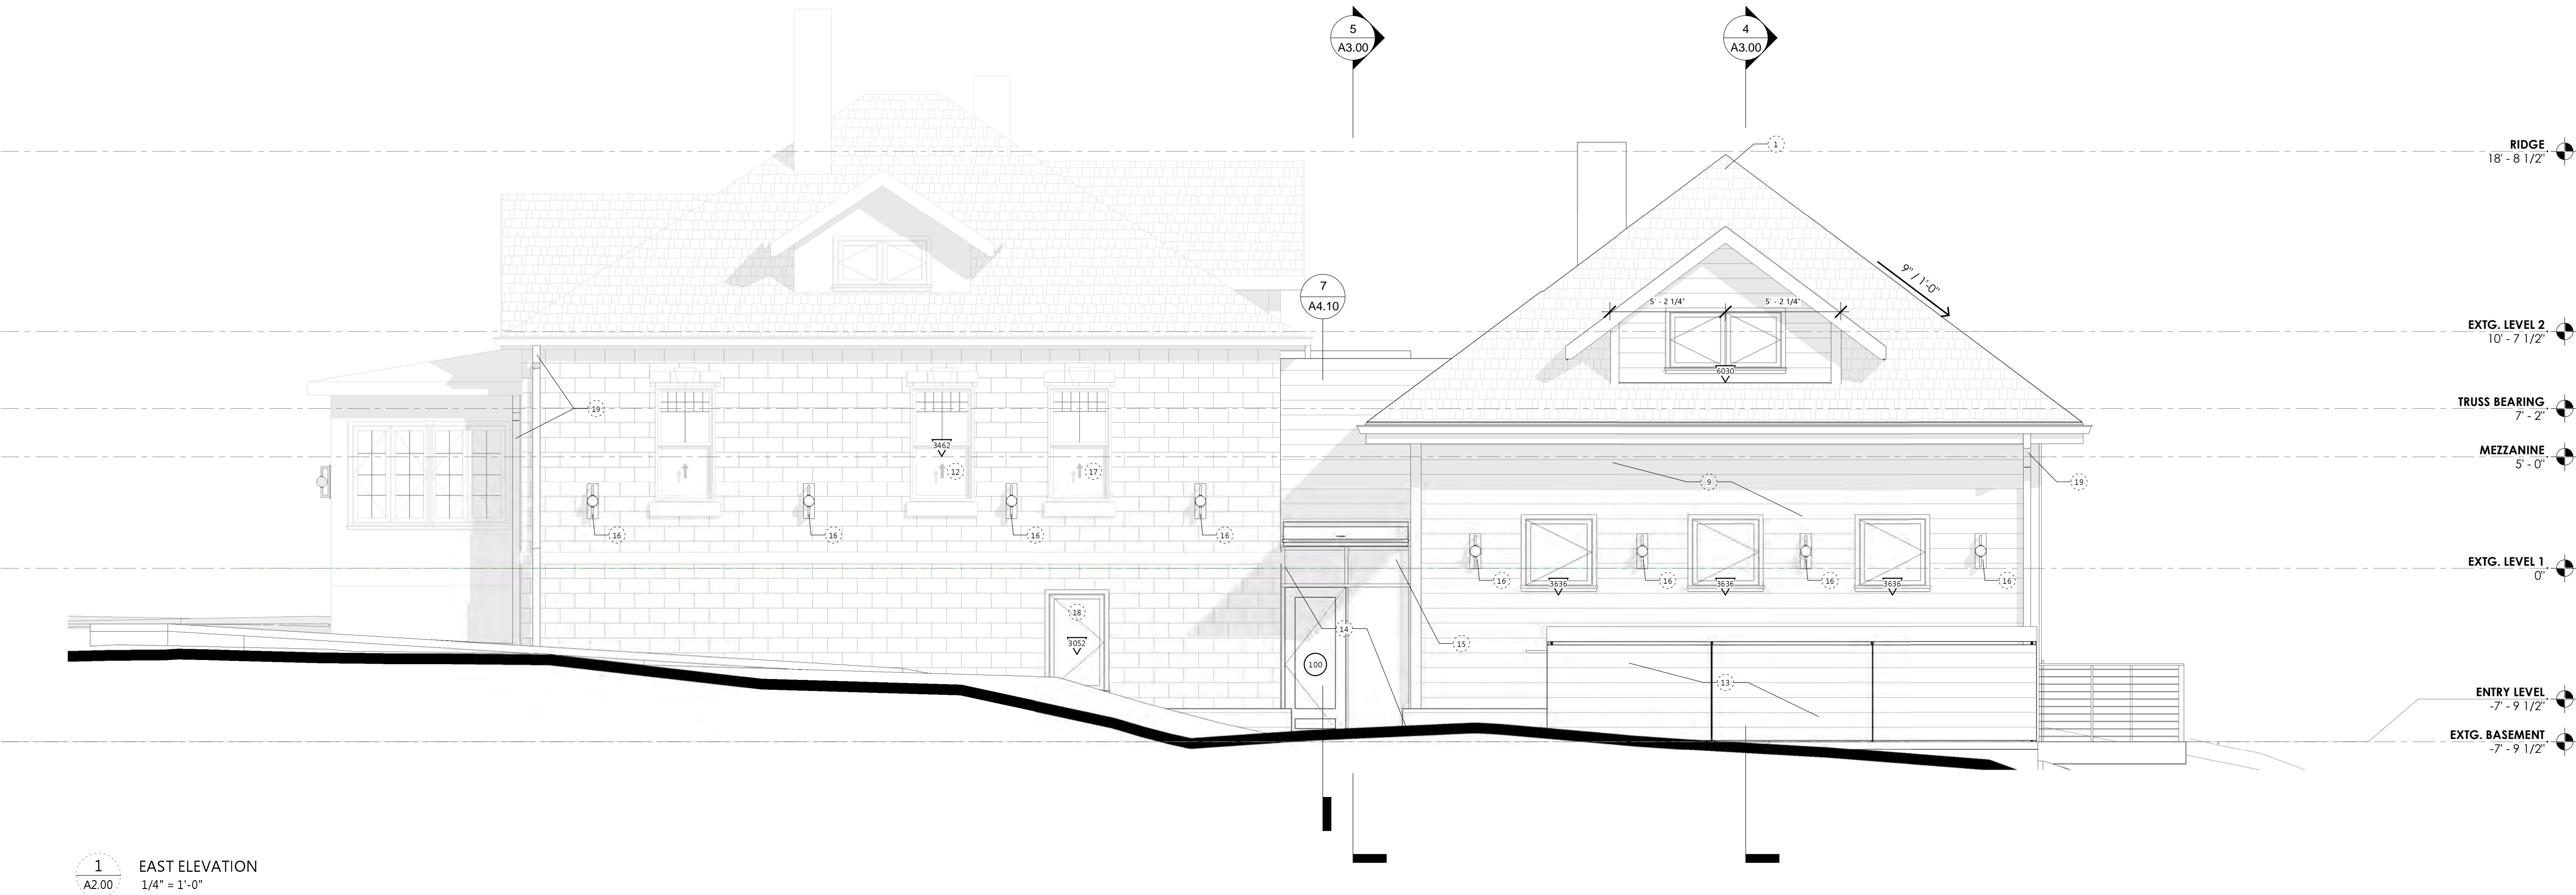 5
A3.00
4
A3.00
1
RIDGE
18' - 8 1/2"
9" / 1'-0"
7
A4.10
5' - 2 1/4"
5' - 2 1/4"
EXTG. LEVEL 2
10' - 7 1/2"
6030
19
TRUSS BEARING
7' - 2"
3462
MEZZANINE
5' - 0"
12
17
9
19
16
16
16
16
EXTG. LEVEL 1
0"
16
16
16
16
3636
3636
3636
18
14
3052
15
100
13
ENTRY LEVEL
-7' - 9 1/2"
EXTG. BASEMENT
-7' - 9 1/2"
1
A2.00
EAST ELEVATION
1/4" = 1'-0"